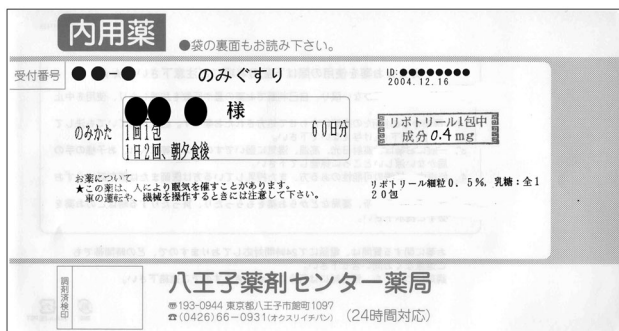 内用薬 ●袋の裏面もお読み下さい。
受付番号 ●●-● のみぐすり
ID:●●●●●●●●
2004.12.16
●● ● 様
のみかた 1回1包 60日分
1日2回、朝夕食後
リボトリール1包中
成分0.4mg
お薬について
★この薬は、人により眠気を催すことがあります。
車の運転や、機械を操作するときには注意して下さい。
リボトリール細粒0.5%、乳糖:全1
20包
調剤済検印
八王子薬剤センター薬局
〠193-0944 東京都八王子市館町1097
☎(0426)66-0931(オクスリイチバン) (24時間対応)